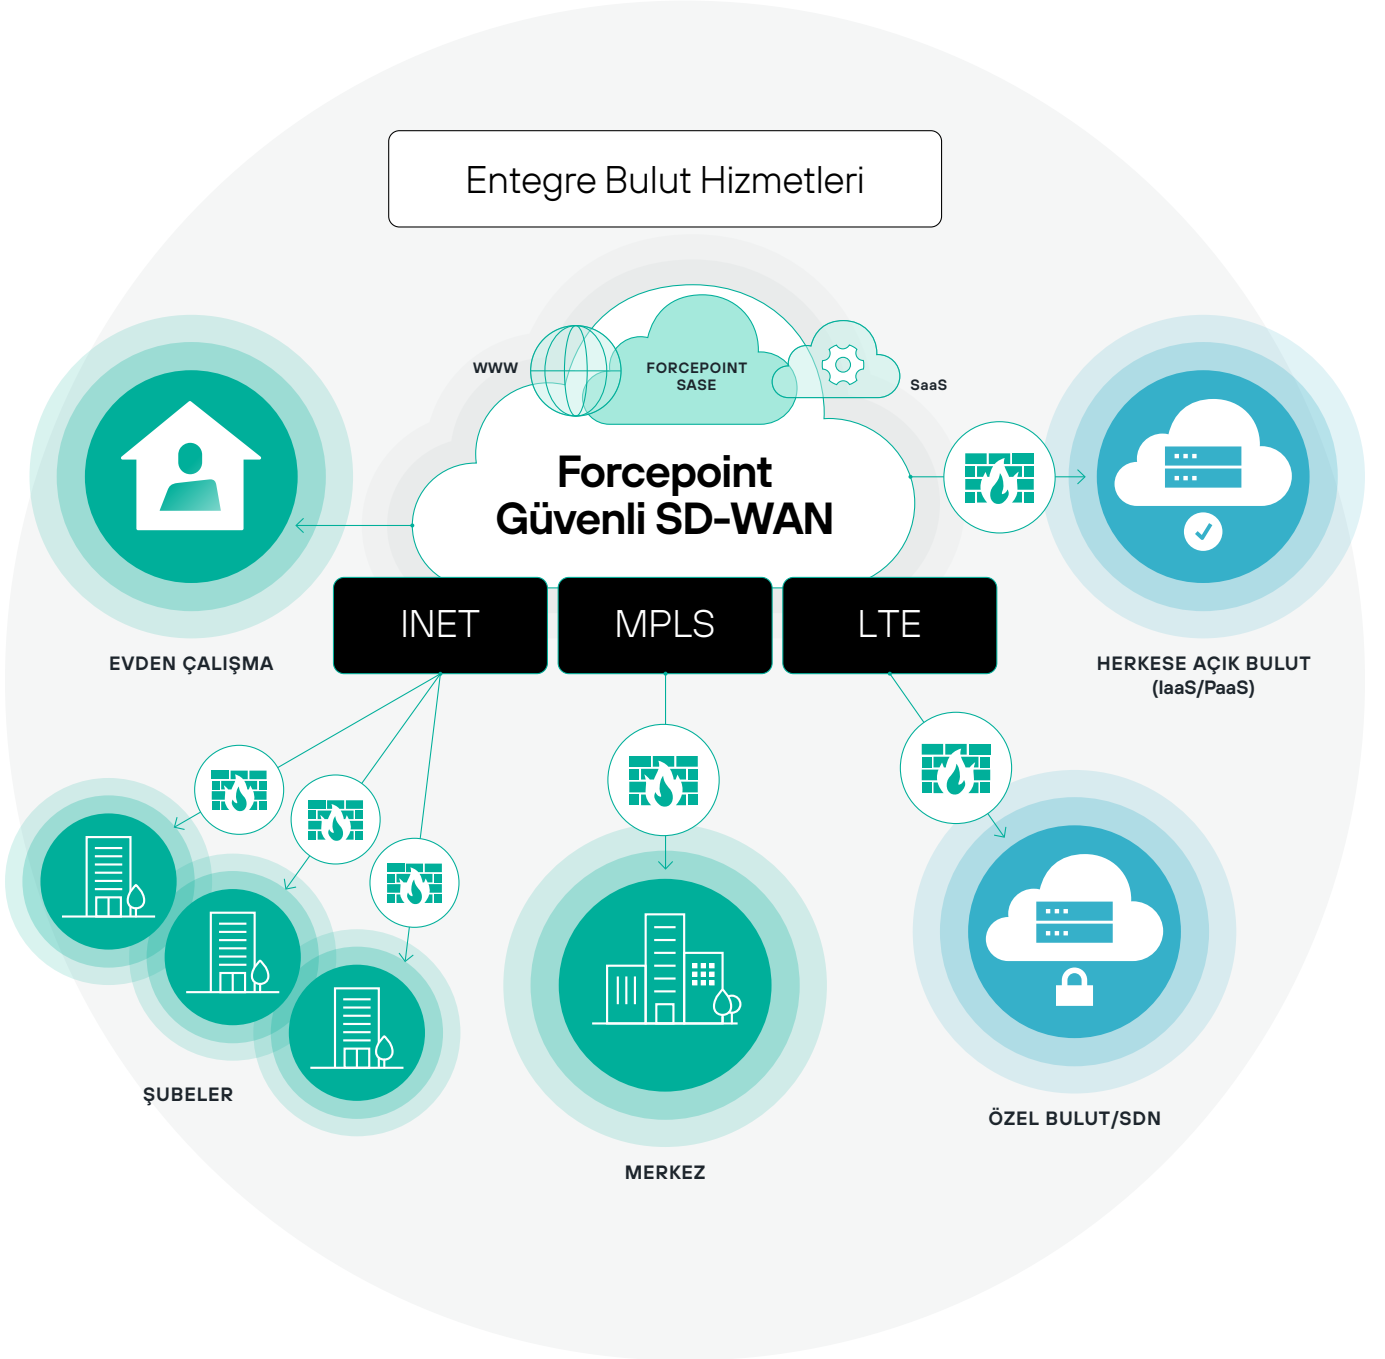 Entegre Bulut Hizmetleri
WWW
FORCEPOINT
SASE
SaaS
Forcepoint
Güvenli SD-WAN
INET
MPLS
LTE
EVDEN ÇALIŞMA
HERKESE AÇIK BULUT
(IaaS/PaaS)
ŞUBELER
MERKEZ
ÖZEL BULUT/SDN